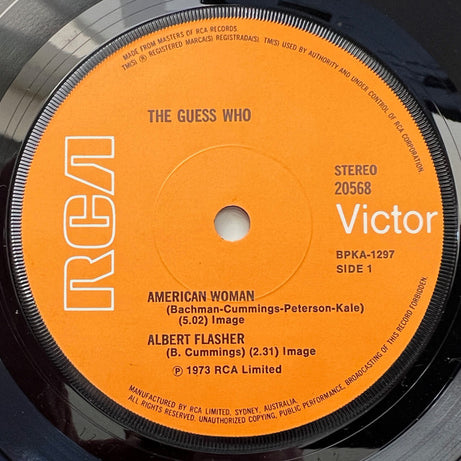 MADE FROM MASTERS OF RCA RECORDS.
TM(S) ® REGISTERED MARCA(S) REGISTRADA(S). TM(S) USED BY AUTHORITY AND UNDER CONTROL OF RCA CORPORATION.
THE GUESS WHO
RCA
STEREO
20568
Victor
BPKA-1297
SIDE 1
AMERICAN WOMAN
(Bachman-Cummings-Peterson-Kale)
(5.02) Image
ALBERT FLASHER
(B. Cummings) (2.31) Image
℗ 1973 RCA Limited
MANUFACTURED BY RCA LIMITED, SYDNEY, AUSTRALIA.
ALL RIGHTS RESERVED. UNAUTHORIZED COPYING, PUBLIC PERFORMANCE, BROADCASTING OF THIS RECORD FORBIDDEN.